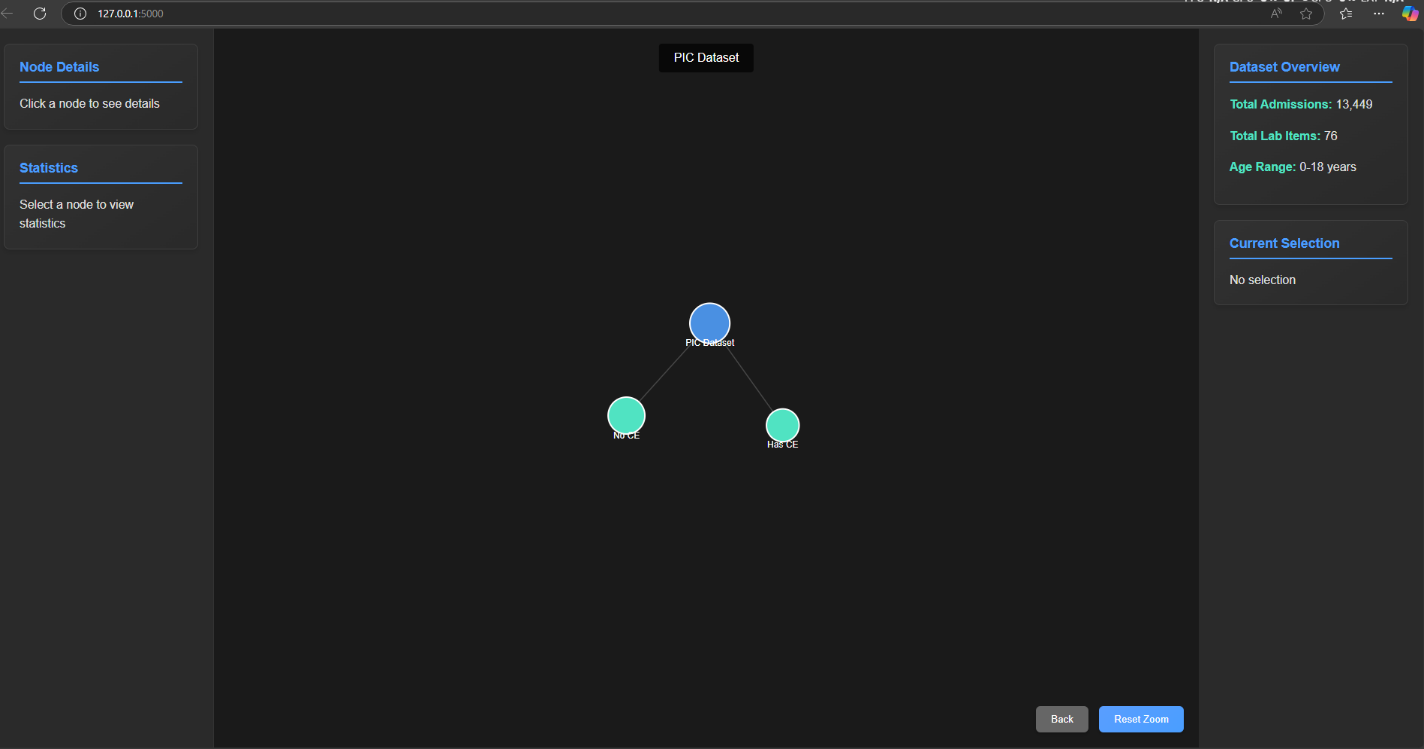 127.0.0.1:5000
Node Details
Click a node to see details
Statistics
Select a node to view
statistics
PIC Dataset
PIC Dataset
No CE
Has CE
Back
Reset Zoom
Dataset Overview
Total Admissions: 13,449
Total Lab Items: 76
Age Range: 0-18 years
Current Selection
No selection